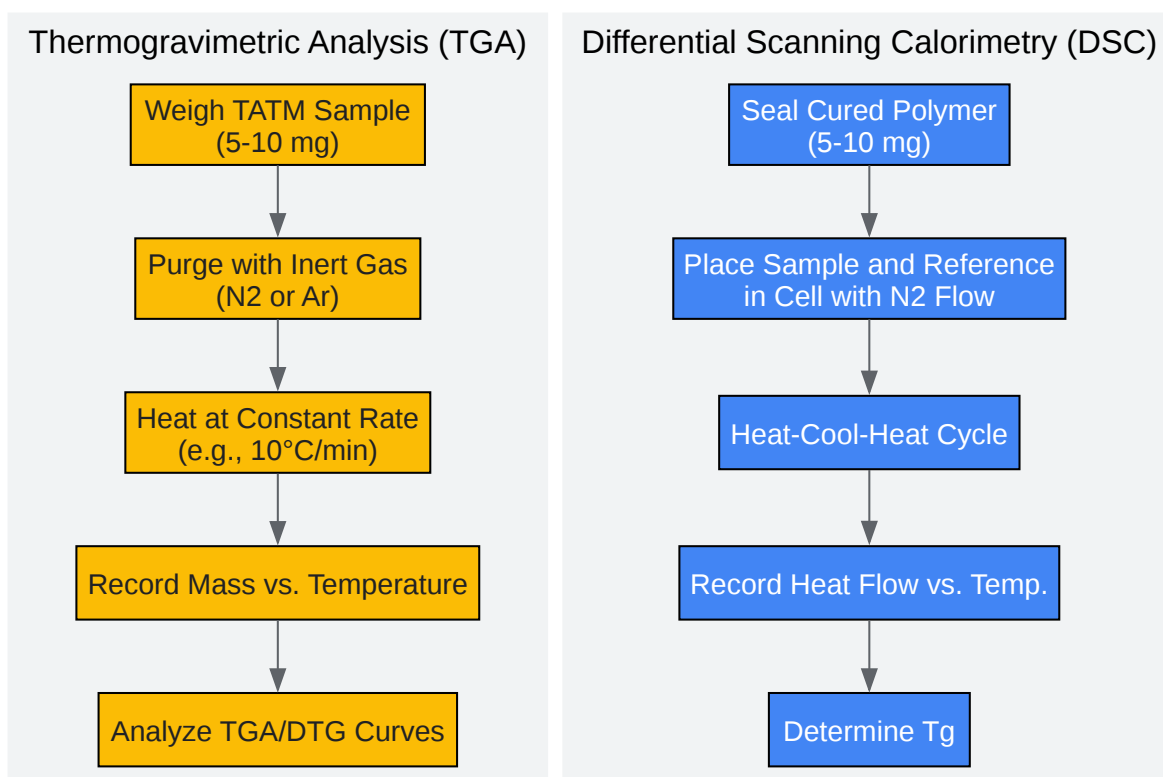 Thermogravimetric Analysis (TGA)
Weigh TATM Sample
(5-10 mg)
Purge with Inert Gas
(N2 or Ar)
Heat at Constant Rate
(e.g., 10°C/min)
Record Mass vs. Temperature
Analyze TGA/DTG Curves
Differential Scanning Calorimetry (DSC)
Seal Cured Polymer
(5-10 mg)
Place Sample and Reference
in Cell with N2 Flow
Heat-Cool-Heat Cycle
Record Heat Flow vs. Temp.
Determine Tg